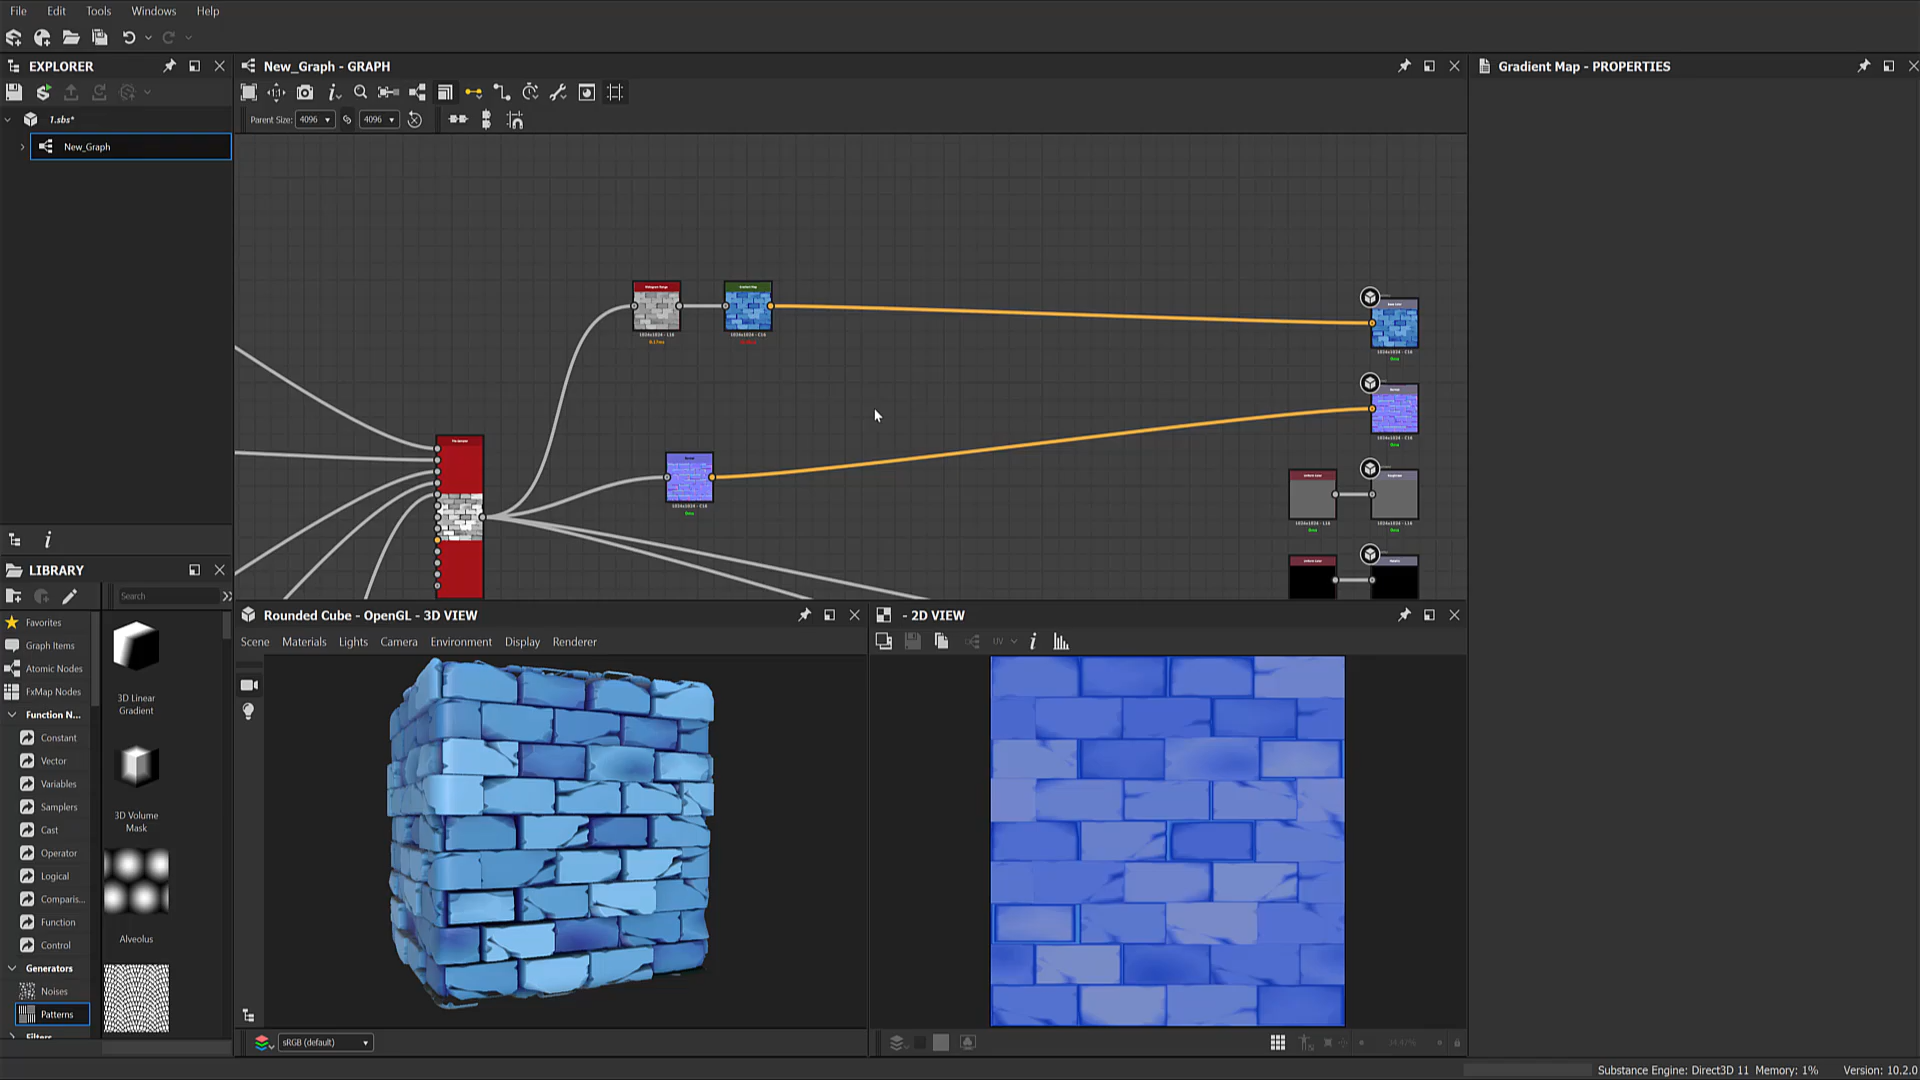 File Edit Tools Windows Help
EXPLORER
New_Graph - GRAPH
Gradient Map - PROPERTIES
Parent Size: 4096 4096
1.sbs*
New_Graph
LIBRARY
Search
Favorites
Graph Items
Atomic Nodes
FxMap Nodes
Function N...
Constant
Vector
Variables
Samplers
Cast
Operator
Logical
Comparis...
Function
Control
Generators
Noises
Patterns
Filters
3D Linear
Gradient
3D Volume
Mask
Alveolus
Rounded Cube - OpenGL - 3D VIEW
Scene Materials Lights Camera Environment Display Renderer
sRGB (default)
- 2D VIEW
UV
Substance Engine: Direct3D 11 Memory: 1% Version: 10.2.0